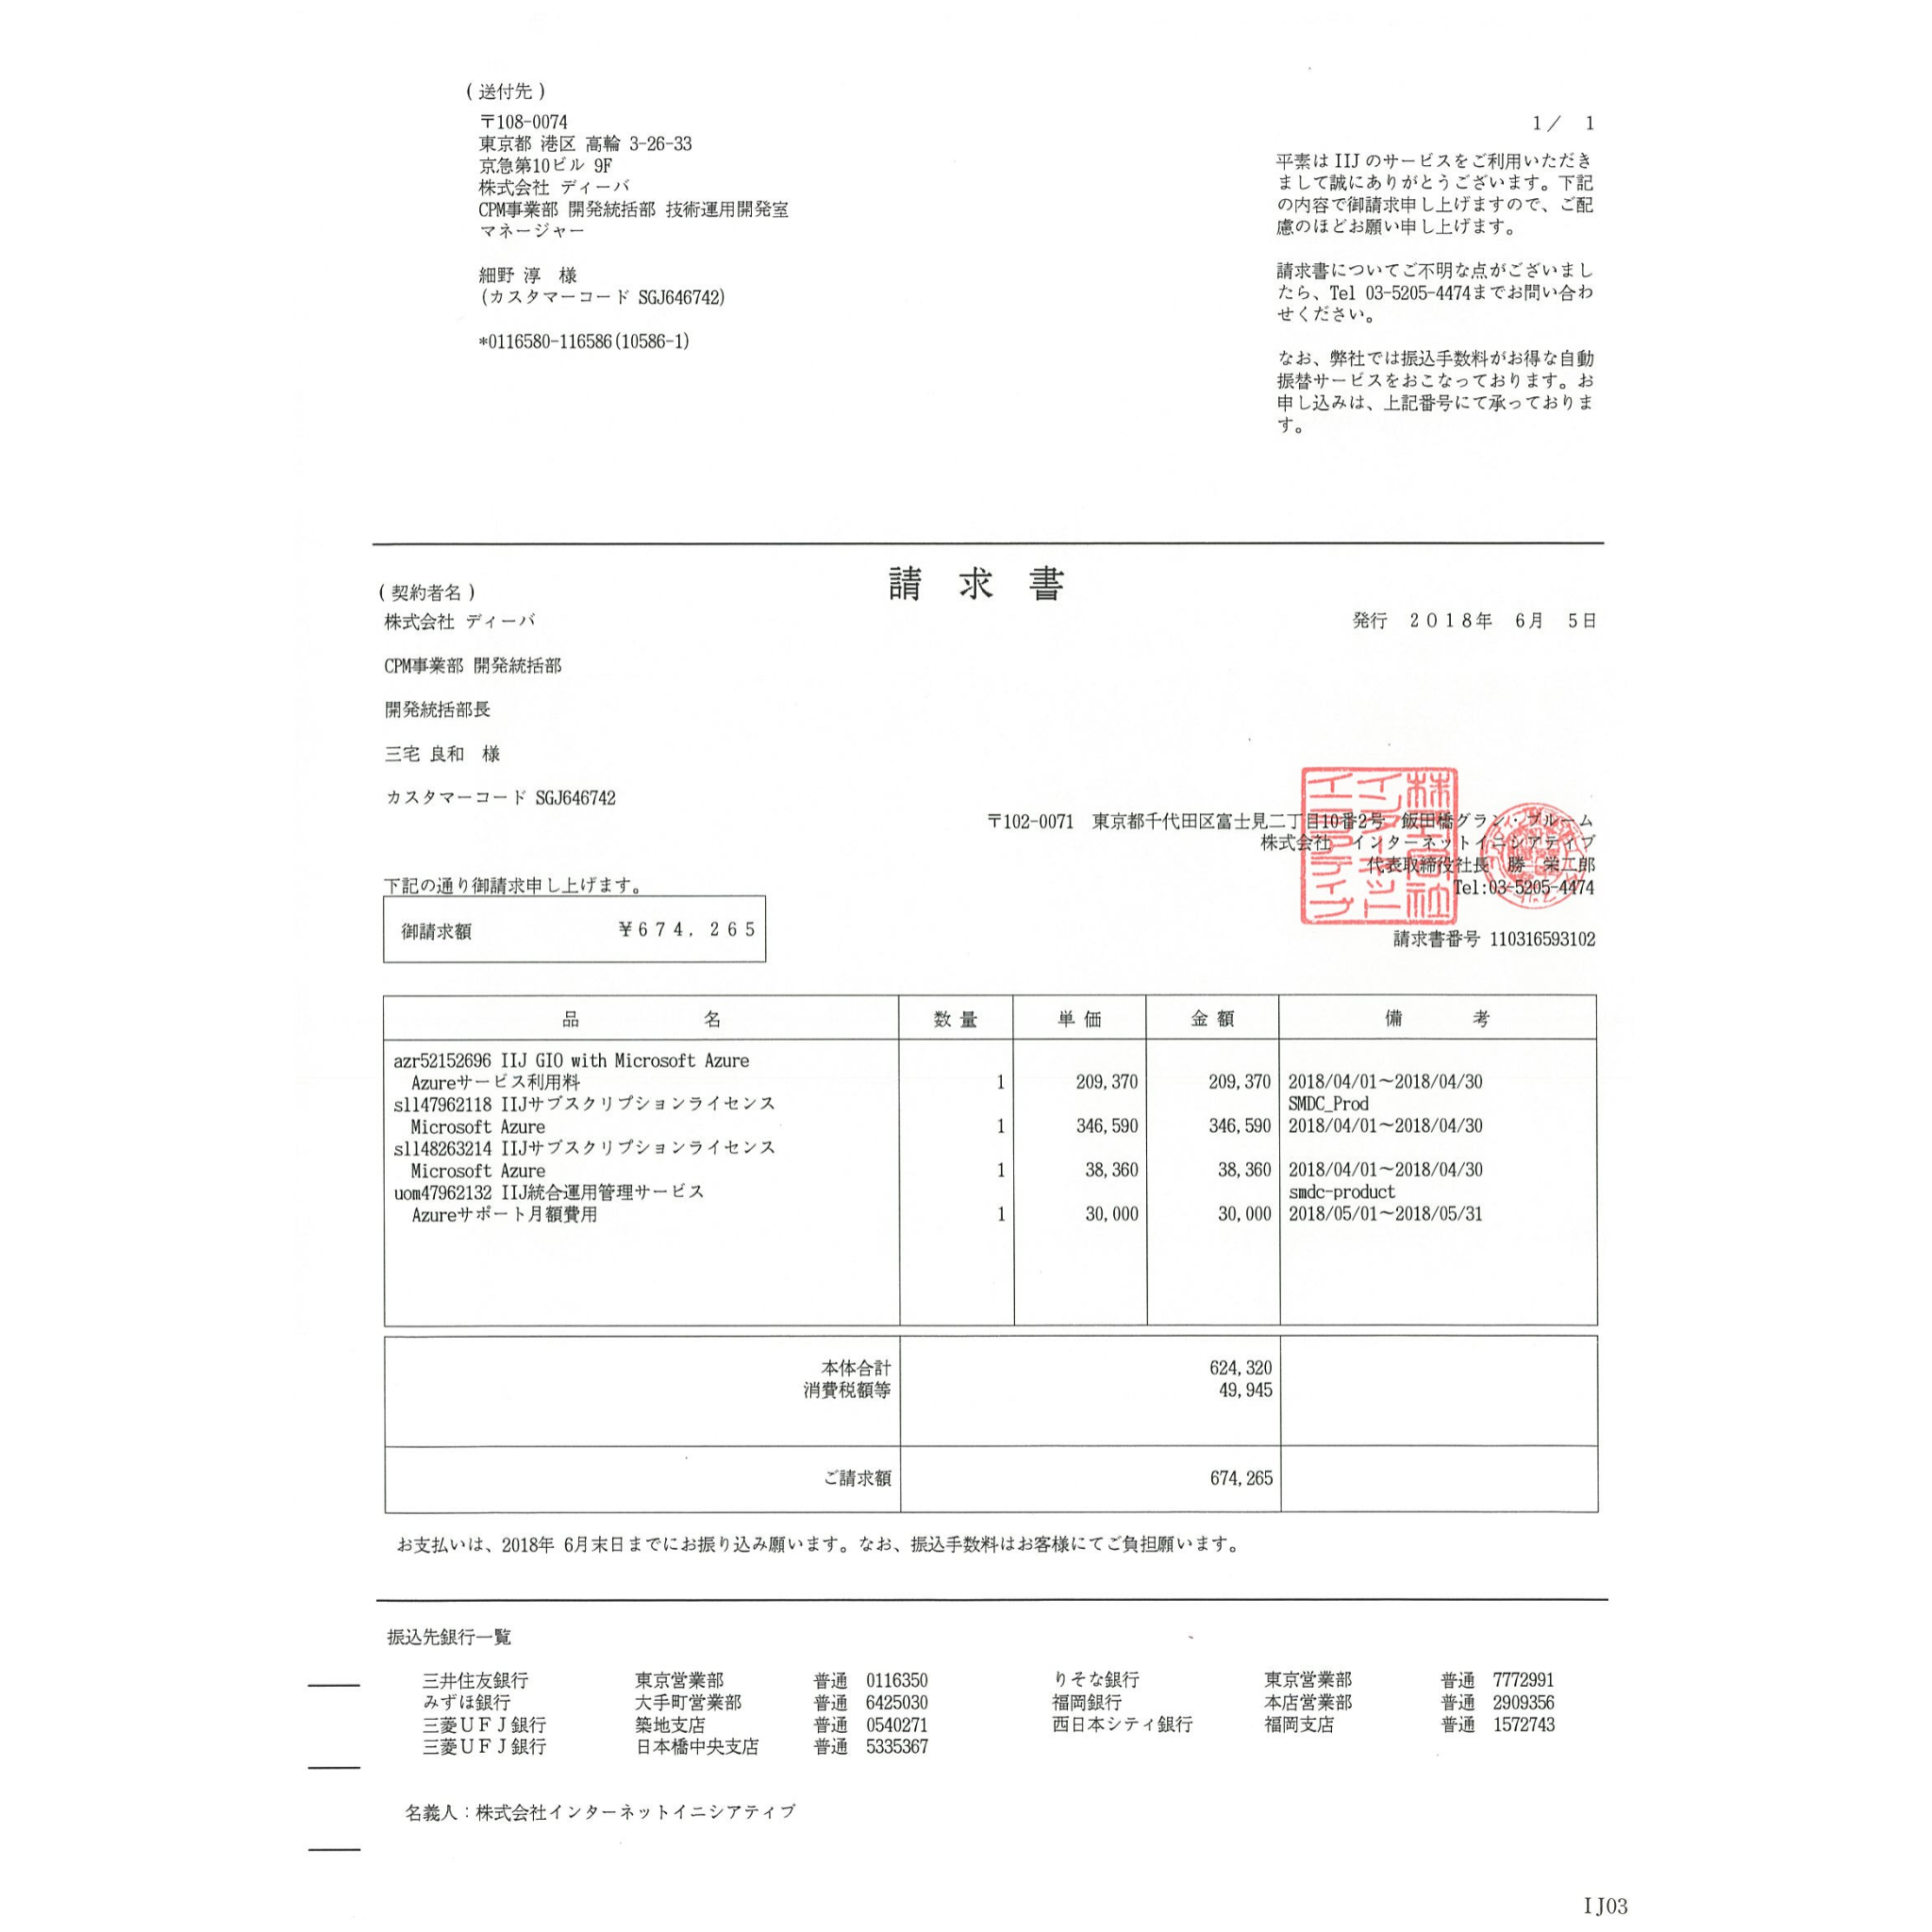 (送付先)
〒108-0074
東京都 港区 高輪 3-26-33
京急第10ビル 9F
株式会社 ディーバ
CPM事業部 開発統括部 技術運用開発室
マネージャー
細野 淳 様
(カスタマーコード SGJ646742)
*0116580-116586(10586-1)
1/ 1
平素はIIJのサービスをご利用いただき
まして誠にありがとうございます。下記
の内容で御請求申し上げますので、ご配
慮のほどお願い申し上げます。
請求書についてご不明な点がございまし
たら、Tel 03-5205-4474までお問い合わ
せください。
なお、弊社では振込手数料がお得な自動
振替サービスをおこなっております。お
申し込みは、上記番号にて承っておりま
す。
請 求 書
(契約者名)
株式会社 ディーバ
発行 2018年 6月 5日
CPM事業部 開発統括部
開発統括部長
三宅 良和 様
カスタマーコード SGJ646742
〒102-0071 東京都千代田区富士見二丁目10番2号 飯田橋グラン・ブルーム
株式会社 インターネットイニシアティブ
代表取締役社長 勝 栄二郎
Tel:03-5205-4474
下記の通り御請求申し上げます。
御請求額 ¥674,265
請求書番号 110316593102
品 名 数量 単価 金額 備 考
azr52152696 IIJ GIO with Microsoft Azure
Azureサービス利用料 1 209,370 209,370 2018/04/01~2018/04/30
sll47962118 IIJサブスクリプションライセンス SMDC_Prod
Microsoft Azure 1 346,590 346,590 2018/04/01~2018/04/30
sll48263214 IIJサブスクリプションライセンス
Microsoft Azure 1 38,360 38,360 2018/04/01~2018/04/30
uom47962132 IIJ統合運用管理サービス smdc-product
Azureサポート月額費用 1 30,000 30,000 2018/05/01~2018/05/31
本体合計 624,320
消費税額等 49,945
ご請求額 674,265
お支払いは、2018年 6月末日までにお振り込み願います。なお、振込手数料はお客様にてご負担願います。
振込先銀行一覧
三井住友銀行 東京営業部 普通 0116350 りそな銀行 東京営業部 普通 7772991
みずほ銀行 大手町営業部 普通 6425030 福岡銀行 本店営業部 普通 2909356
三菱UFJ銀行 築地支店 普通 0540271 西日本シティ銀行 福岡支店 普通 1572743
三菱UFJ銀行 日本橋中央支店 普通 5335367
名義人:株式会社インターネットイニシアティブ
IJ03